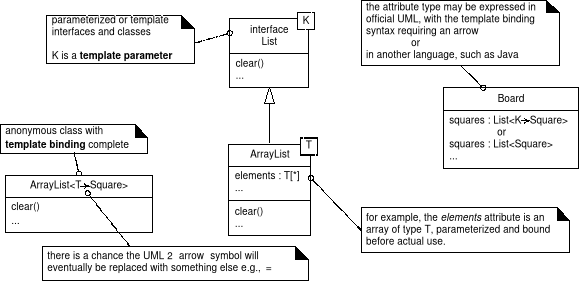 parameterized or template
interfaces and classes
K is a template parameter
K
interface
List
clear()
...
the attribute type may be expressed in
official UML, with the template binding
syntax requiring an arrow
or
in another language, such as Java
Board
squares : List<K→Square>
or
squares : List<Square>
...
anonymous class with
template binding complete
ArrayList<T→Square>
clear()
...
T
ArrayList
elements : T[*]
...
clear()
...
for example, the elements attribute is an
array of type T, parameterized and bound
before actual use.
there is a chance the UML 2 arrow symbol will
eventually be replaced with something else e.g., =